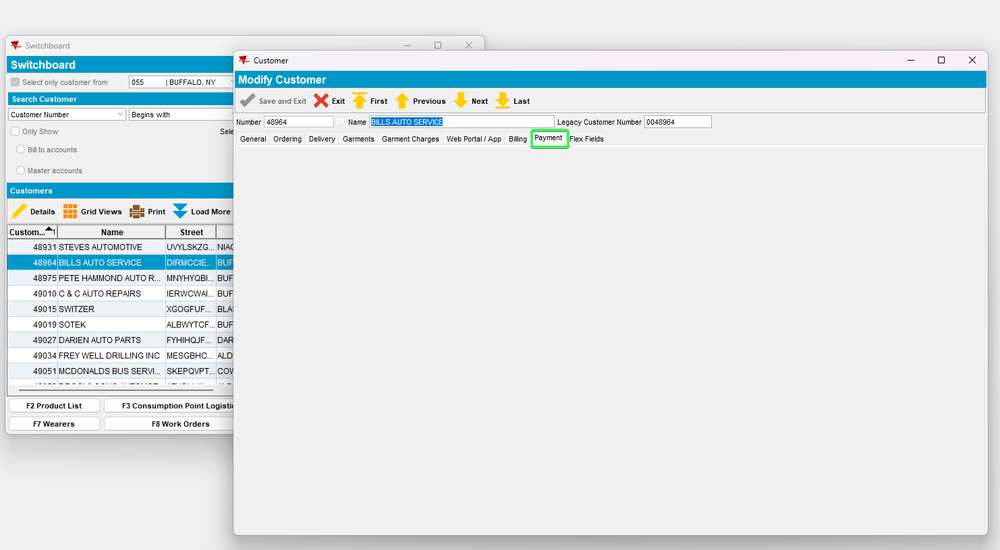 Switchboard
Switchboard
Select only customer from 055 | BUFFALO, NY
Search Customer
Customer Number Begins with
Only Show Sele
Bill to accounts
Master accounts
Customers
Details Grid Views Print Load More
Custom... 1 Name Street
48931 STEVES AUTOMOTIVE UVYLSKZG... NIAG
48964 BILLS AUTO SERVICE DIRMCCIE... BUF
48975 PETE HAMMOND AUTO R... MNYHYQBI... BUF
49010 C & C AUTO REPAIRS IERWCWAI... BUF
49015 SWITZER XGOGFUF... BLAS
49019 SOTEK ALBWYTCF... BUF
49027 DARIEN AUTO PARTS FYHIHQJF... DAR
49034 FREY WELL DRILLING INC MESGBHC... ALD
49051 MCDONALDS BUS SERVI... SKEPQVPT... COW
F2 Product List F3 Consumption Point Logistic
F7 Wearers F8 Work Orders
Customer
Modify Customer
Save and Exit Exit First Previous Next Last
Number 48964 ... Name BILLS AUTO SERVICE Legacy Customer Number 0048964
General Ordering Delivery Garments Garment Charges Web Portal / App Billing Payment Flex Fields